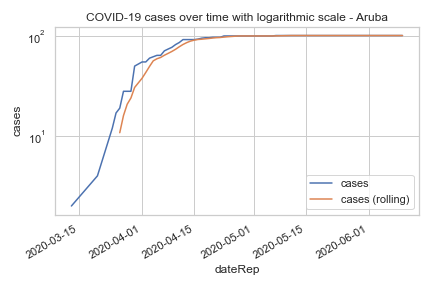 COVID-19 cases over time with logarithmic scale - Aruba
10²
10¹
cases
cases
cases (rolling)
2020-03-15
2020-04-01
2020-04-15
2020-05-01
2020-05-15
2020-06-01
dateRep